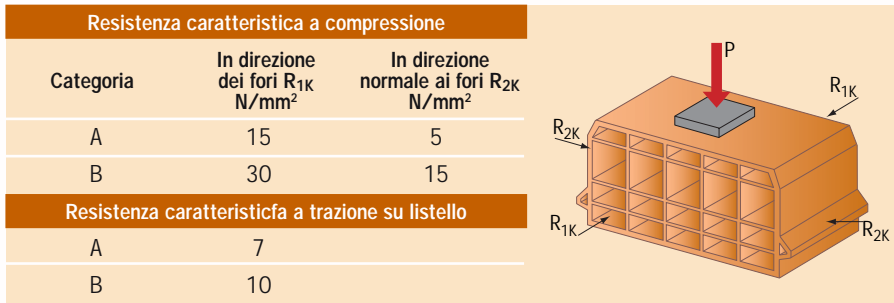 Resistenza caratteristica a compressione
Categoria
In direzione
dei fori R1K
N/mm²
In direzione
normale ai fori R2K
N/mm²
A 15 5
B 30 15
Resistenza caratteristicfa a trazione su listello
A 7
B 10
P
R1K
R2K
R1K
R2K